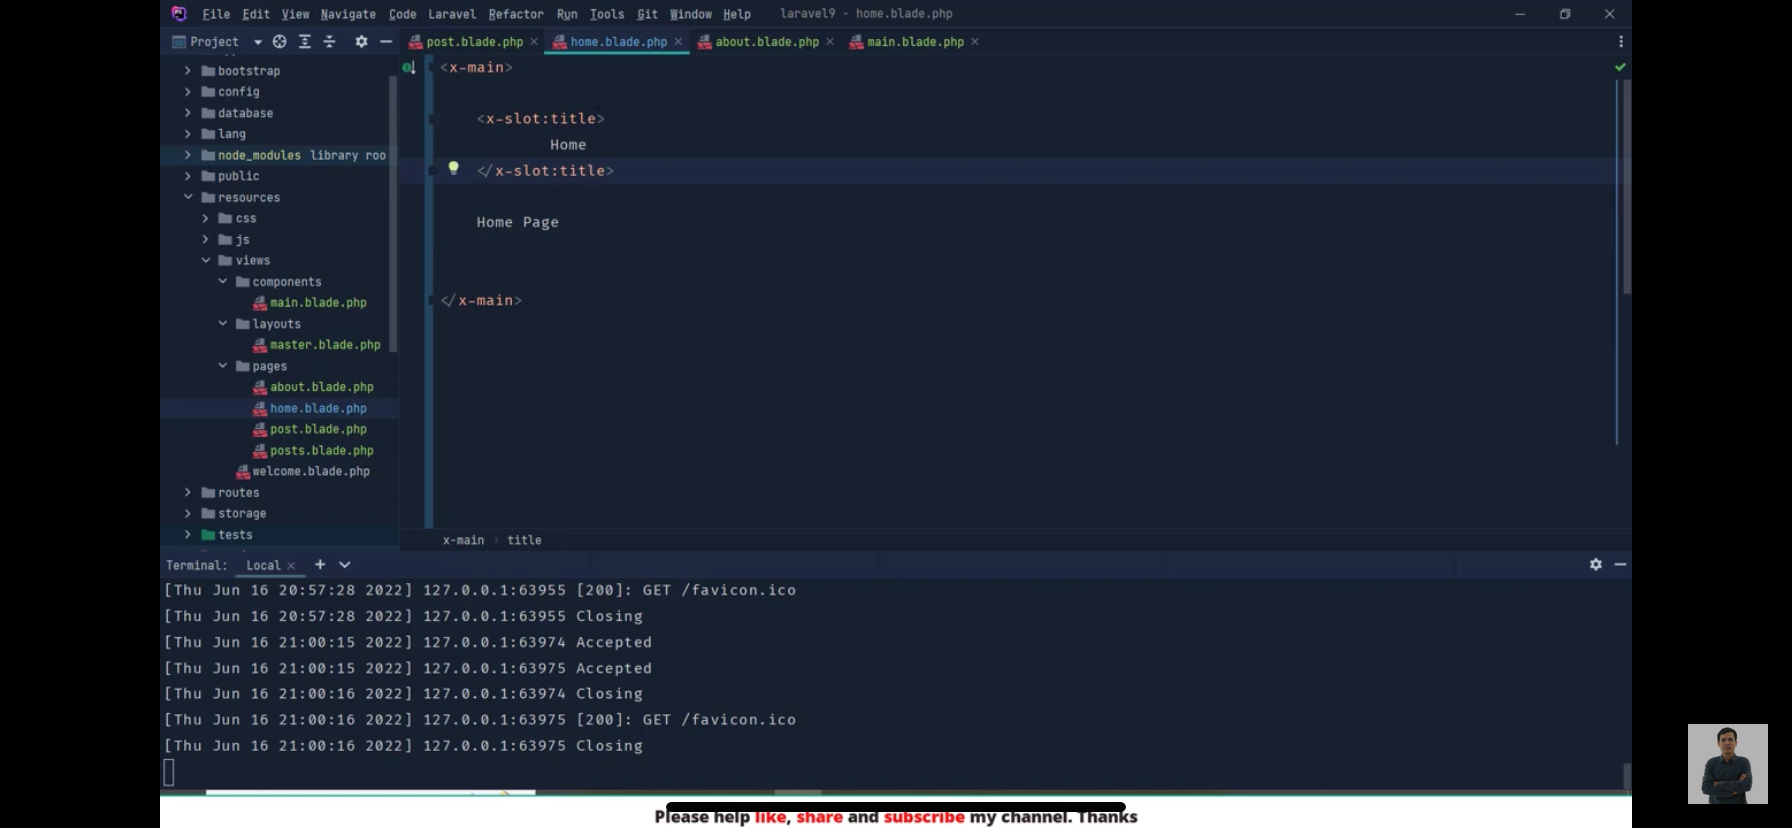 File Edit View Navigate Code Laravel Refactor Run Tools Git Window Help laravel9 - home.blade.php
Project post.blade.php home.blade.php about.blade.php main.blade.php
bootstrap
config
database
lang
node_modules library roo
public
resources
css
js
views
components
main.blade.php
layouts
master.blade.php
pages
about.blade.php
home.blade.php
post.blade.php
posts.blade.php
welcome.blade.php
routes
storage
tests
<x-main>
<x-slot:title>
Home
</x-slot:title>
Home Page
</x-main>
x-main › title
Terminal: Local
[Thu Jun 16 20:57:28 2022] 127.0.0.1:63955 [200]: GET /favicon.ico
[Thu Jun 16 20:57:28 2022] 127.0.0.1:63955 Closing
[Thu Jun 16 21:00:15 2022] 127.0.0.1:63974 Accepted
[Thu Jun 16 21:00:15 2022] 127.0.0.1:63975 Accepted
[Thu Jun 16 21:00:16 2022] 127.0.0.1:63974 Closing
[Thu Jun 16 21:00:16 2022] 127.0.0.1:63975 [200]: GET /favicon.ico
[Thu Jun 16 21:00:16 2022] 127.0.0.1:63975 Closing
Please help like, share and subscribe my channel. Thanks